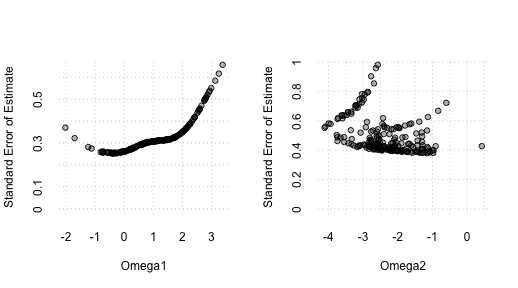 Standard Error of Estimate
0.5
0.3
0.1
0
-2 -1 0 1 2 3
Omega1
Standard Error of Estimate
1
0.8
0.6
0.4
0.2
0
-4 -3 -2 -1 0
Omega2